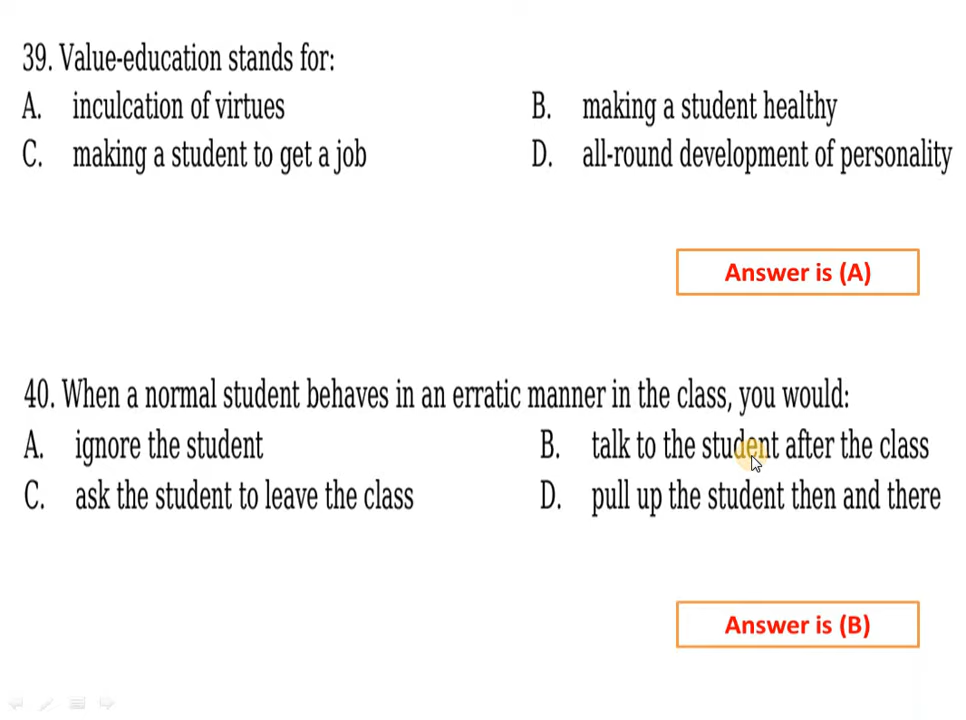 39. Value-education stands for:
A. inculcation of virtues B. making a student healthy
C. making a student to get a job D. all-round development of personality
Answer is (A)
40. When a normal student behaves in an erratic manner in the class, you would:
A. ignore the student B. talk to the student after the class
C. ask the student to leave the class D. pull up the student then and there
Answer is (B)